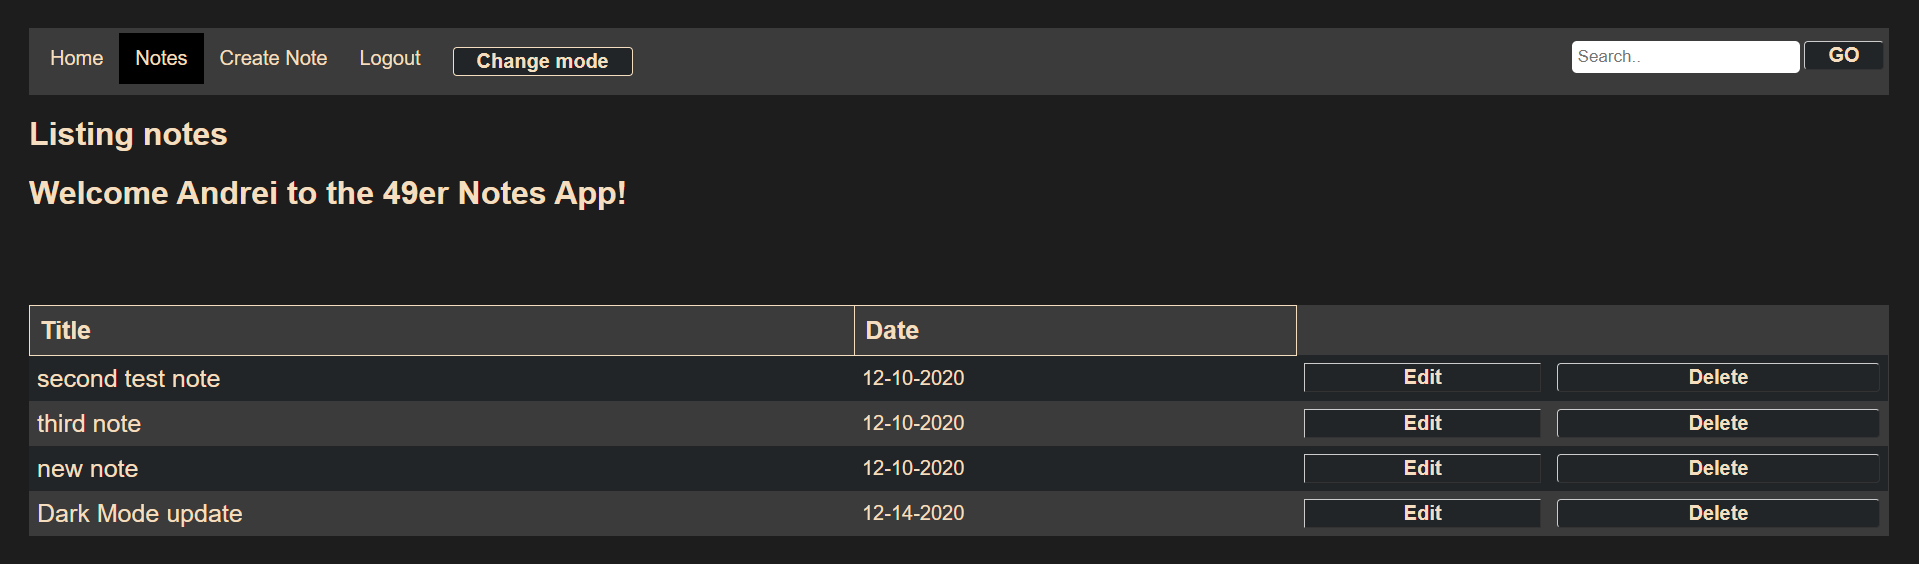 Home Notes Create Note Logout Change mode Search.. GO
Listing notes
Welcome Andrei to the 49er Notes App!
Title Date
second test note 12-10-2020 Edit Delete
third note 12-10-2020 Edit Delete
new note 12-10-2020 Edit Delete
Dark Mode update 12-14-2020 Edit Delete